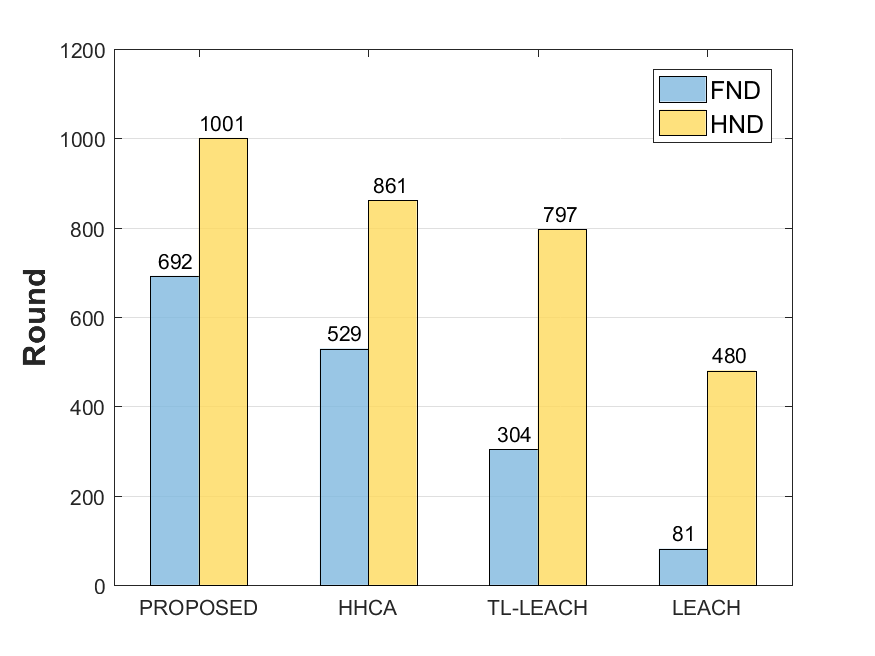 1200
1000
800
600
400
200
0
Round
FND
HND
692
1001
529
861
304
797
81
480
PROPOSED
HHCA
TL-LEACH
LEACH